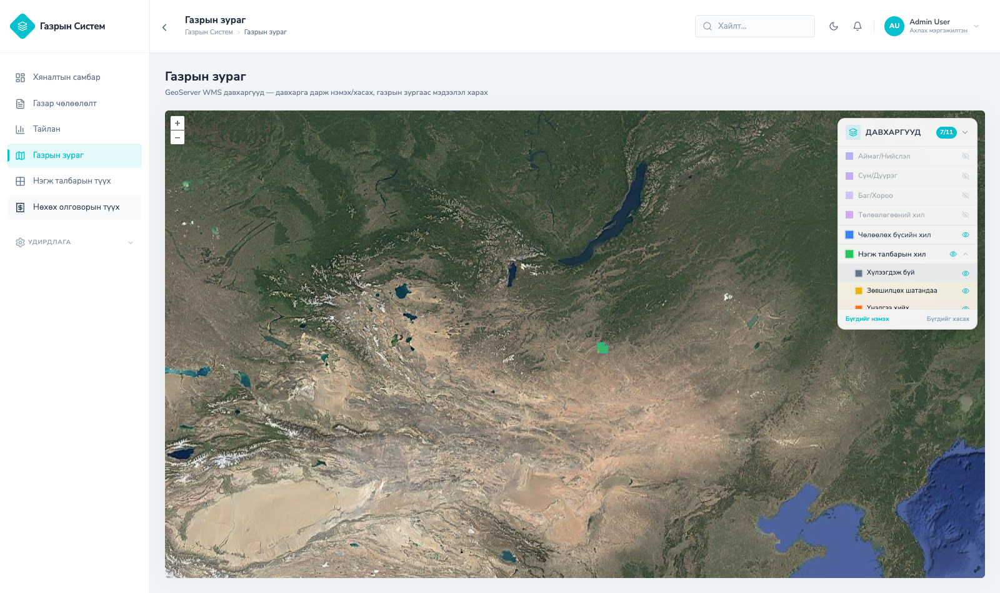 Газрын Систем
Хяналтын самбар
Газар чөлөөлөлт
Тайлан
Газрын зураг
Нэгж талбарын түүх
Нөхөх олговорын түүх
УДИРДЛАГА
Газрын зураг
Газрын Систем › Газрын зураг
Хайлт...
AU
Admin User
Ахлах мэргэжилтэн
Газрын зураг
GeoServer WMS давхаргууд — давхарга дарж нэмэх/хасах, газрын зургаас мэдээлэл харах
+
−
ДАВХАРГУУД 7/11
Аймаг/Нийслэл
Сум/Дүүрэг
Баг/Хороо
Төлөвлөгөөний хил
Чөлөөлөх бүсийн хил
Нэгж талбарын хил
Хүлээгдэж буй
Зөвшилцөх шатандаа
Үнэлгээ хийх
Бүгдийг нэмэх
Бүгдийг хасах